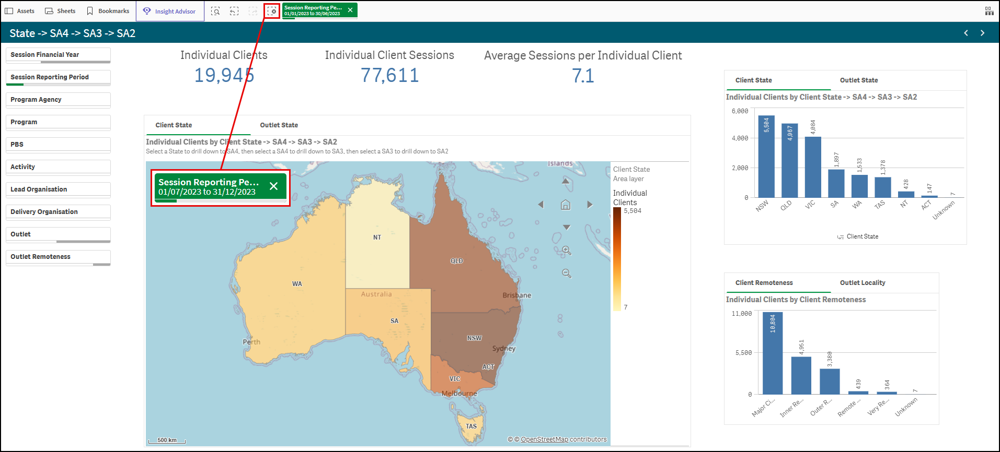 Assets
Sheets
Bookmarks
Insight Advisor
Session Reporting Pe...
01/01/2023 to 30/06/2023
State -> SA4 -> SA3 -> SA2
Session Financial Year
Session Reporting Period
Program Agency
Program
PBS
Activity
Lead Organisation
Delivery Organisation
Outlet
Outlet Remoteness
Individual Clients
19,945
Individual Client Sessions
77,611
Average Sessions per Individual Client
7.1
Client State
Outlet State
Individual Clients by Client State -> SA4 -> SA3 -> SA2
Select a State to drill down to SA4, then select a SA4 to drill down to SA3, then select a SA3 to drill down to SA2
Session Reporting Pe...
01/07/2023 to 31/12/2023
Islands
NT
QLD
WA
Australia
Brisbane
SA
NSW
Perth
Sydney
ACT
VIC
Melbourne
TAS
500 km
© © OpenStreetMap contributors
Client State
Area layer
Individual
Clients
5,504
7
Client State
Outlet State
Individual Clients by Client State -> SA4 -> SA3 -> SA2
6,000
4,000
2,000
0
5,504
4,967
4,084
1,897
1,533
1,378
428
147
7
NSW
QLD
VIC
SA
WA
TAS
NT
ACT
Unknown
Client State
Client Remoteness
Outlet Locality
Individual Clients by Client Remoteness
11,000
5,500
0
10,804
4,951
3,380
439
364
7
Major Ci...
Inner Re...
Outer R...
Remote ...
Very Re...
Unknown